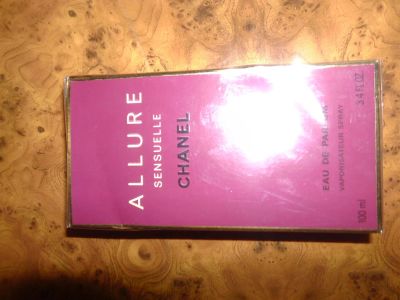 ALLURE
SENSUELLE
CHANEL
EAU DE PARFUM
VAPORISATEUR SPRAY
100 ml
3.4 FL.OZ.